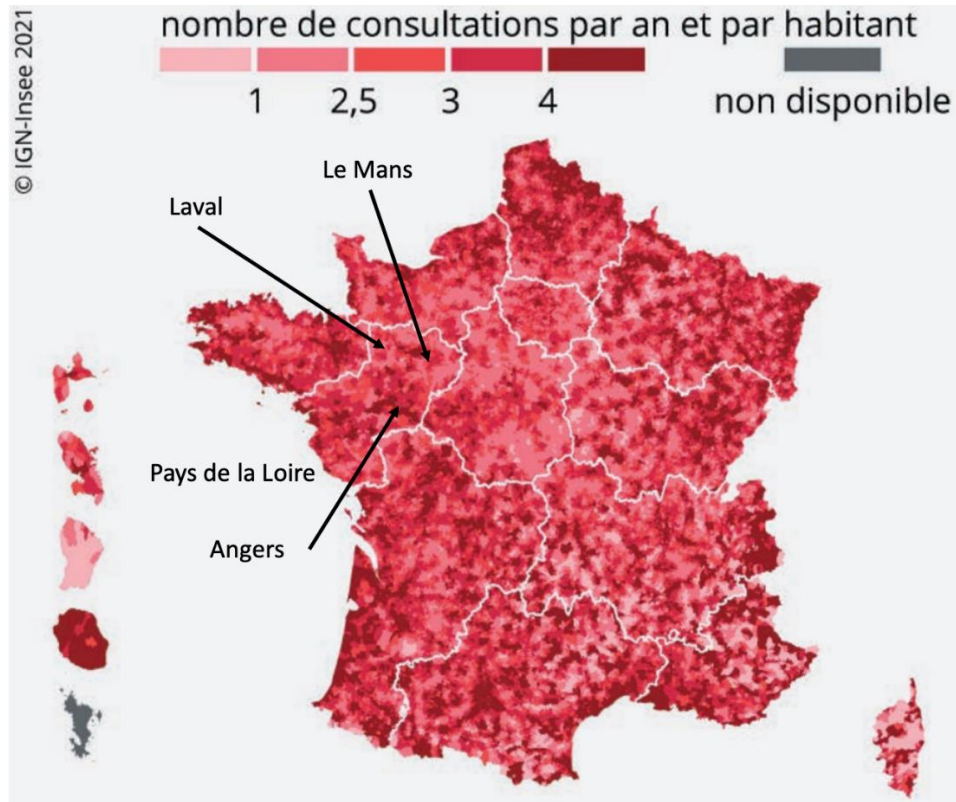 © IGN-Insee 2021
nombre de consultations par an et par habitant
1 2,5 3 4 non disponible
Le Mans
Laval
Pays de la Loire
Angers